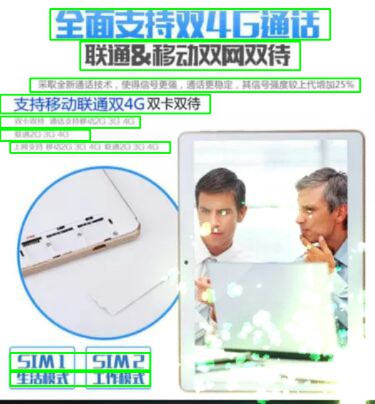 全面支持双4G通话
联通&移动双网双待
采取全新通话技术，使得信号更强，通话更稳定，其信号强度较上代增加25%
支持移动联通双4G 双卡双待
双卡双待 通话支持移动2G 3G 4G
联通2G 3G 4G
上网支持 移动2G 3G 4G 联通2G 3G 4G
SIM1 SIM2
生活模式 工作模式